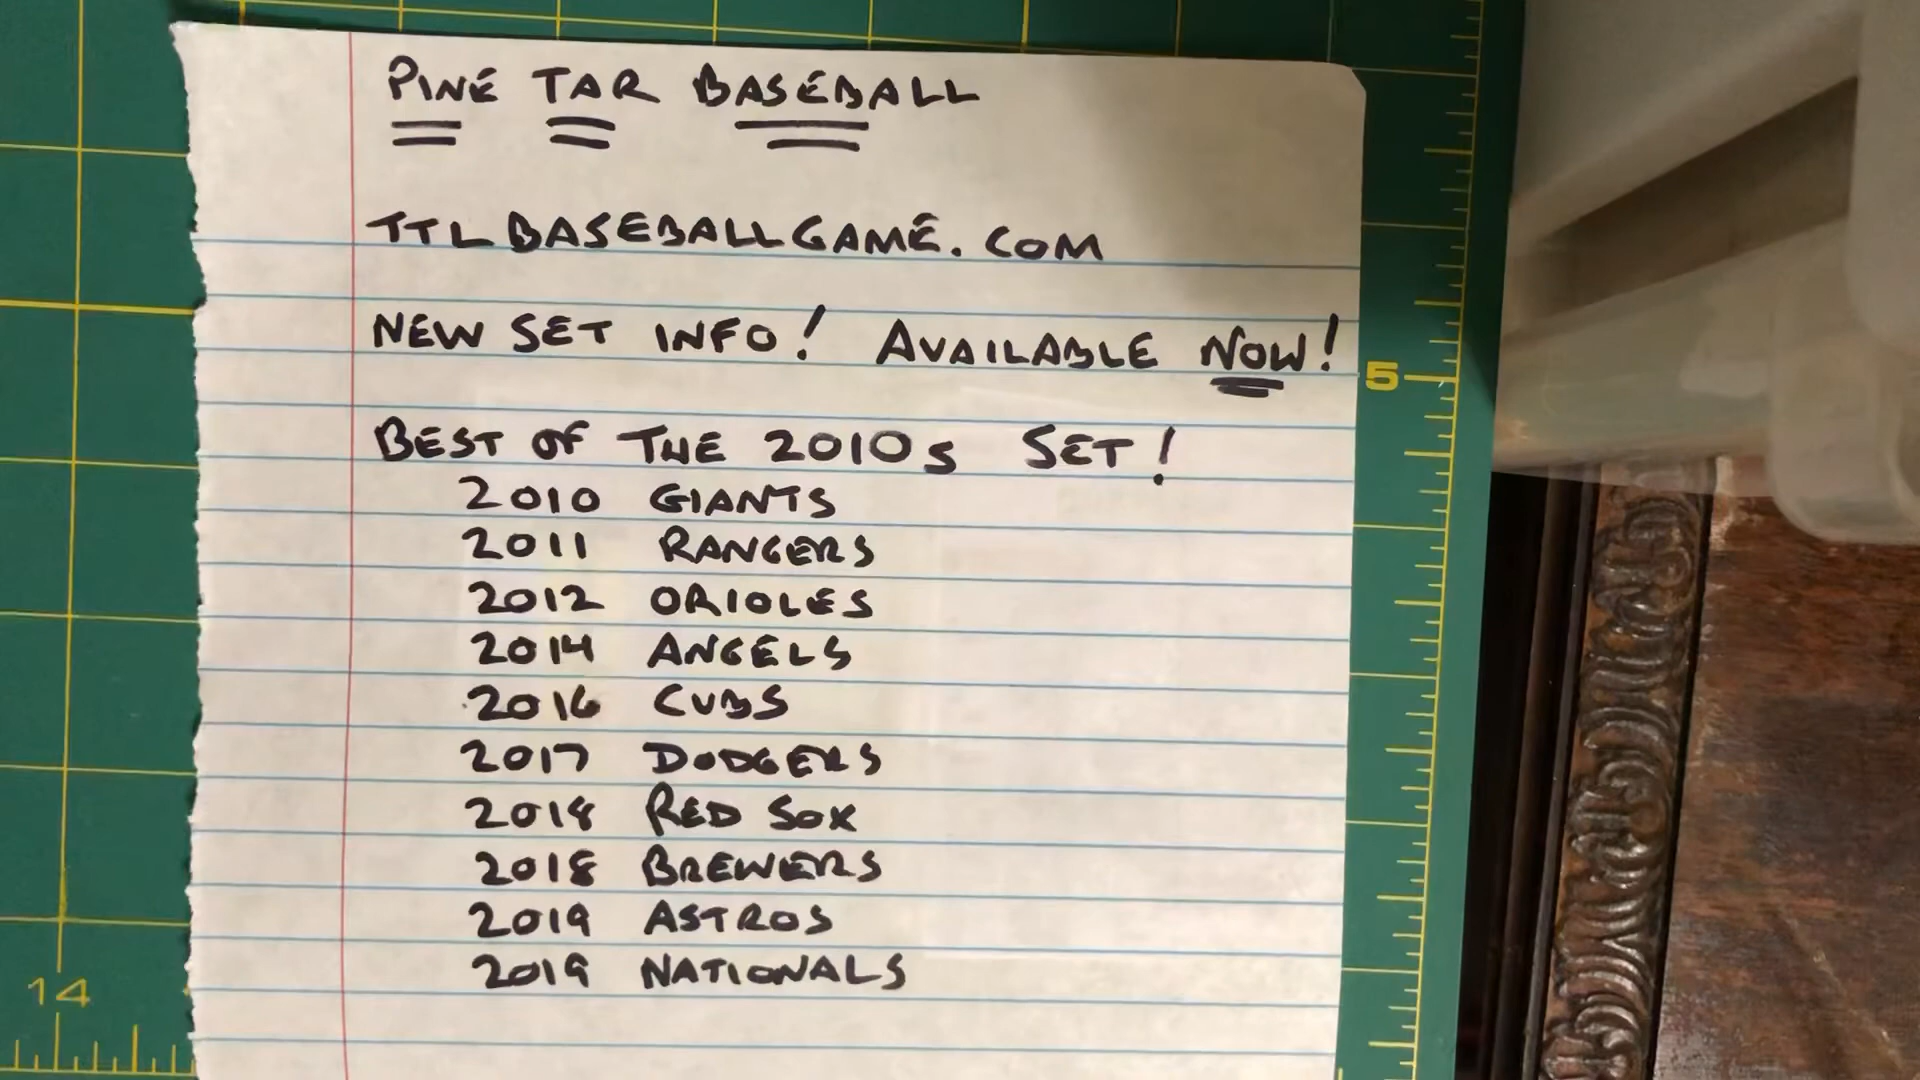 PINE TAR BASEBALL
TTLBASEBALLGAME.COM
NEW SET INFO! AVAILABLE NOW!
BEST OF THE 2010s SET!
2010 GIANTS
2011 RANGERS
2012 ORIOLES
2014 ANGELS
2016 CUBS
2017 DODGERS
2018 RED SOX
2018 BREWERS
2019 ASTROS
2019 NATIONALS
5
14